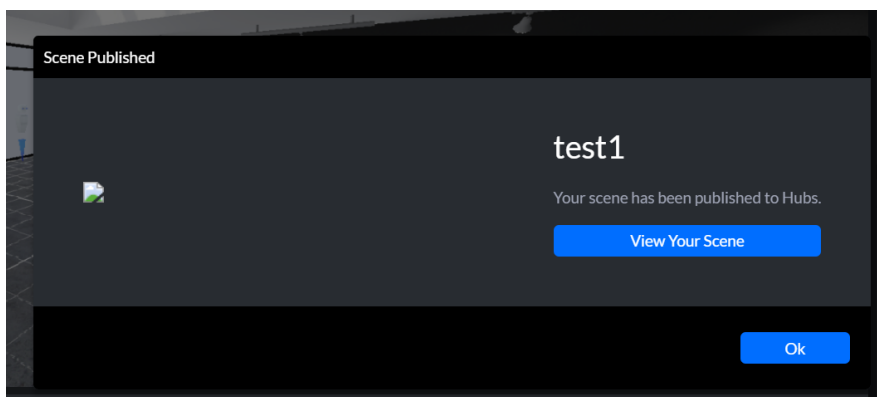 Scene Published
test1
Your scene has been published to Hubs.
View Your Scene
Ok